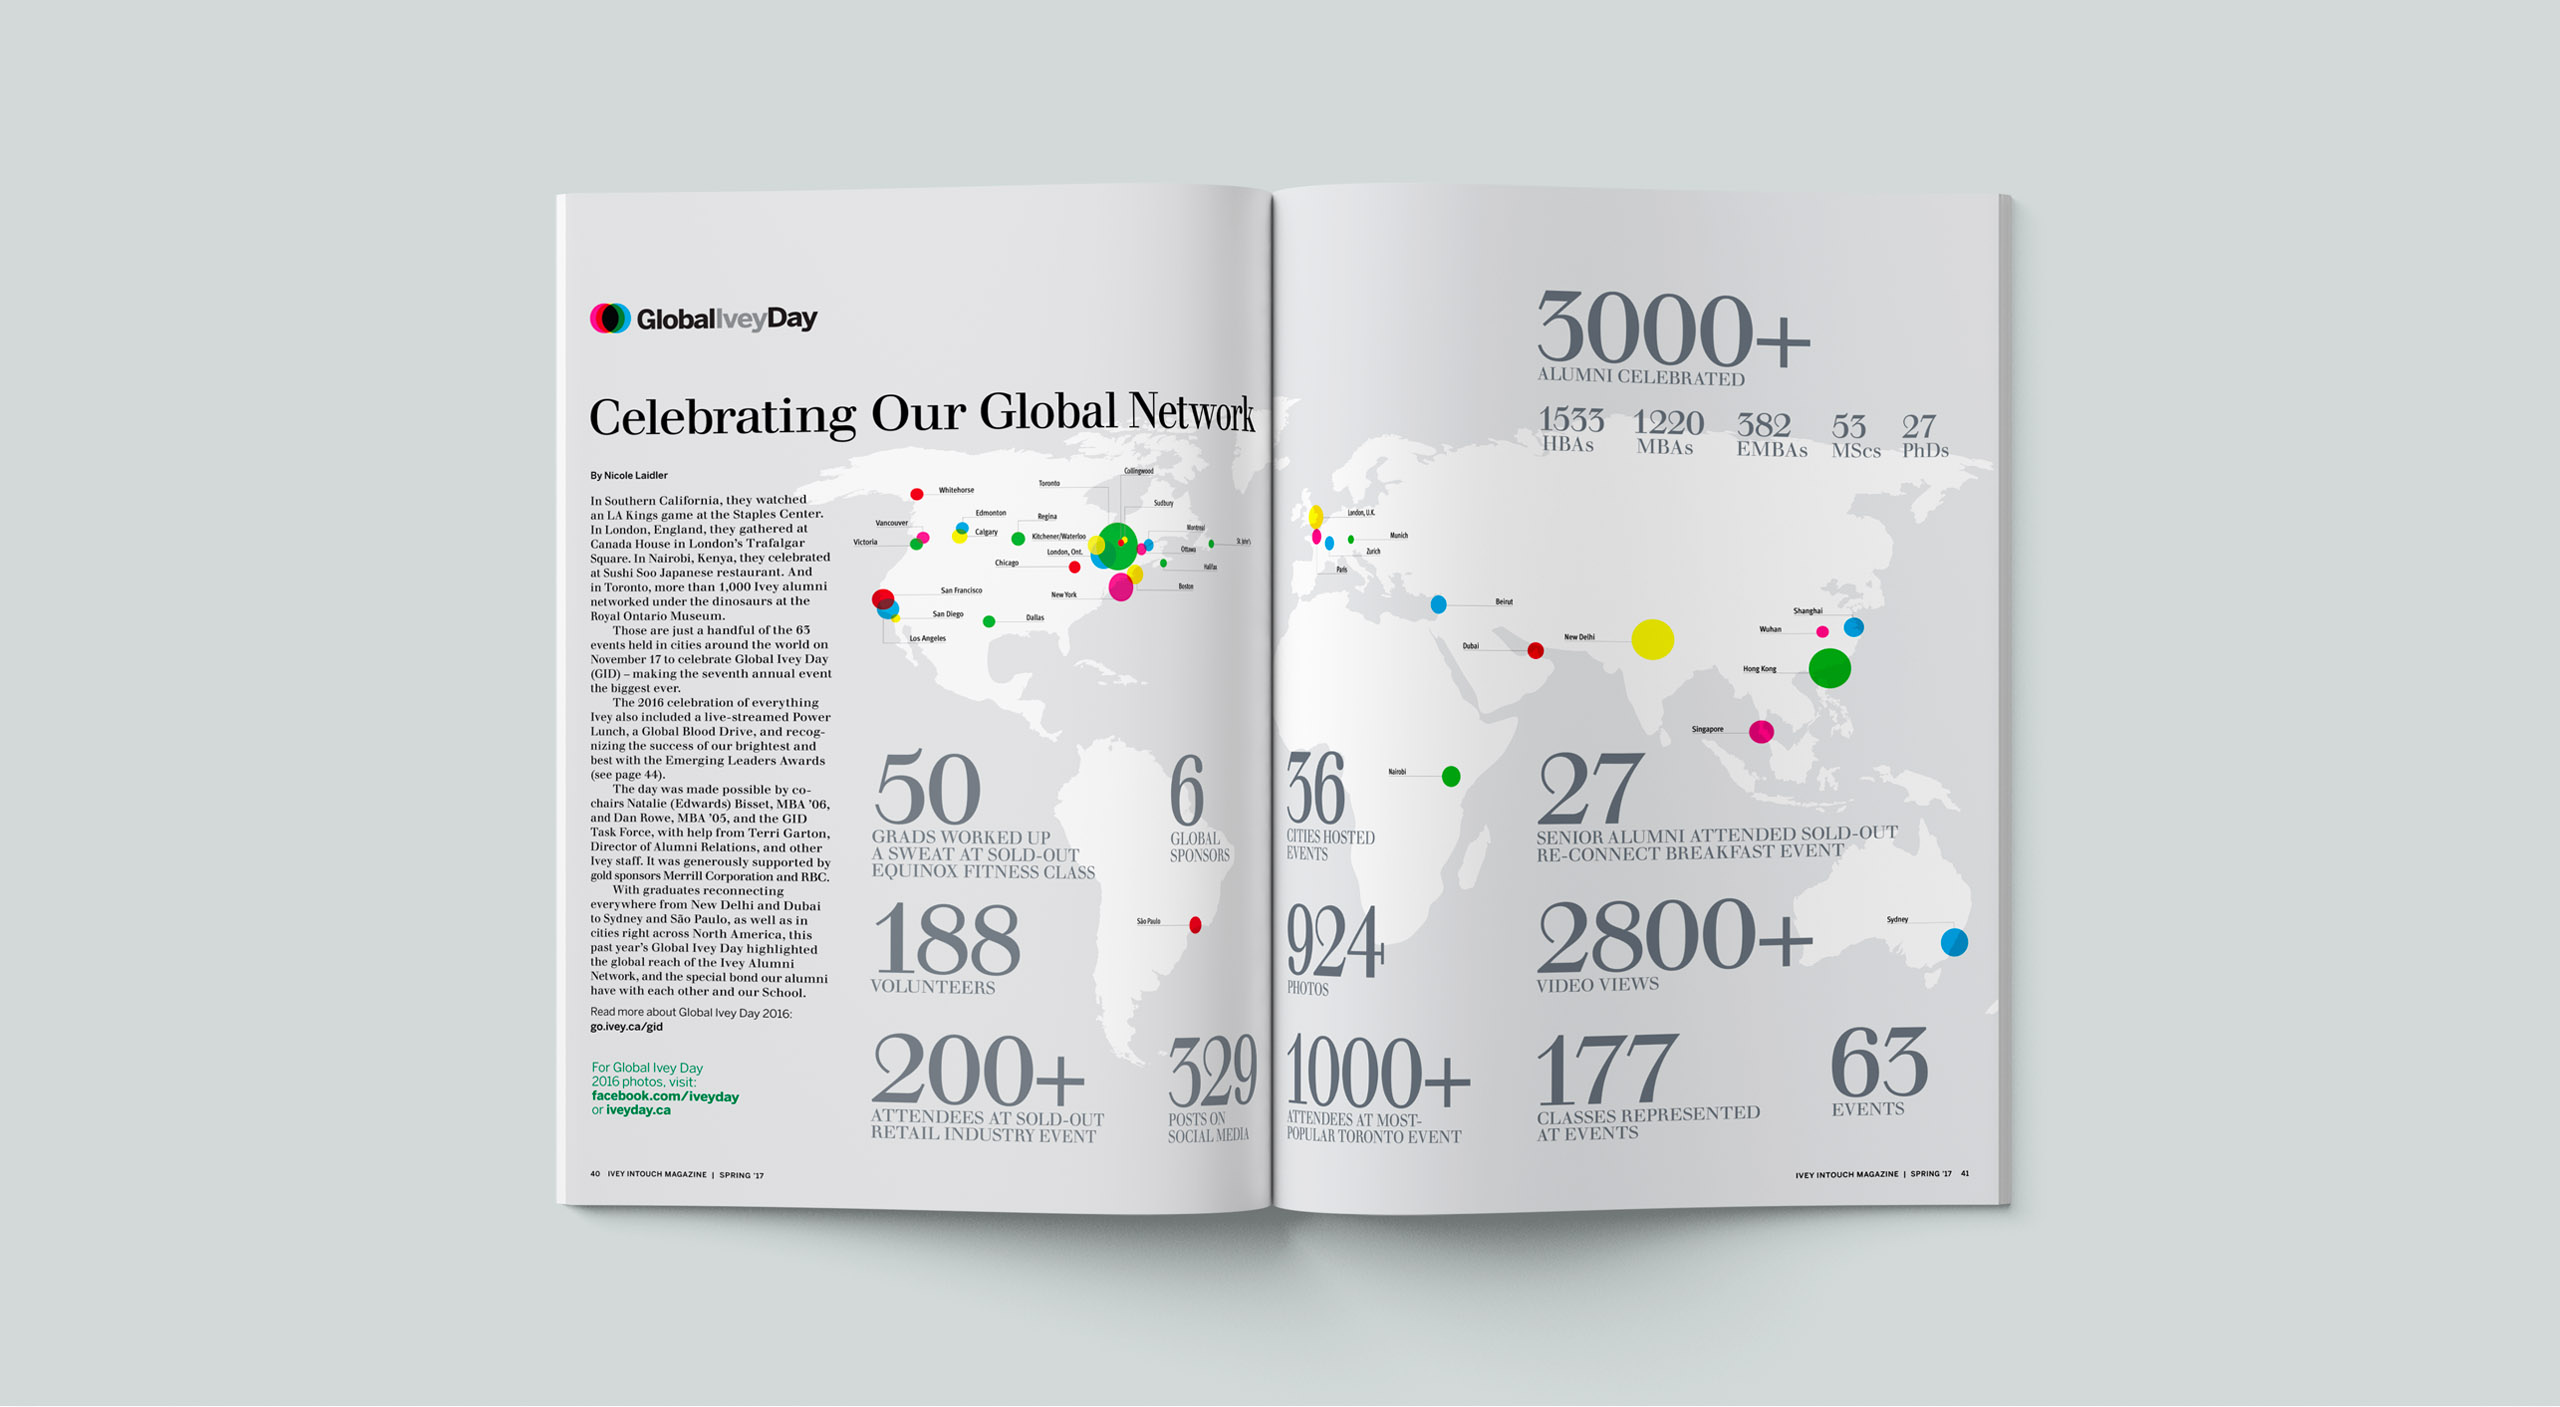 GlobalIveyDay
Celebrating Our Global Network
By Nicole Laidler
In Southern California, they watched
an LA Kings game at the Staples Center.
In London, England, they gathered at
Canada House in London's Trafalgar
Square. In Nairobi, Kenya, they celebrated
at Sushi Soo Japanese restaurant. And
in Toronto, more than 1,000 Ivey alumni
networked under the dinosaurs at the
Royal Ontario Museum.
Those are just a handful of the 63
events held in cities around the world on
November 17 to celebrate Global Ivey Day
(GID) – making the seventh annual event
the biggest ever.
The 2016 celebration of everything
Ivey also included a live-streamed Power
Lunch, a Global Blood Drive, and recog-
nizing the success of our brightest and
best with the Emerging Leaders Awards
(see page 44).
The day was made possible by co-
chairs Natalie (Edwards) Bisset, MBA '06,
and Dan Rowe, MBA '05, and the GID
Task Force, with help from Terri Garton,
Director of Alumni Relations, and other
Ivey staff. It was generously supported by
gold sponsors Merrill Corporation and RBC.
With graduates reconnecting
everywhere from New Delhi and Dubai
to Sydney and São Paulo, as well as in
cities right across North America, this
past year's Global Ivey Day highlighted
the global reach of the Ivey Alumni
Network, and the special bond our alumni
have with each other and our School.
Read more about Global Ivey Day 2016:
go.ivey.ca/gid
For Global Ivey Day
2016 photos, visit:
facebook.com/iveyday
or iveyday.ca
Collingwood
Toronto
Whitehorse
Sudbury
Edmonton
Regina
Vancouver
Montreal
Calgary
Kitchener/Waterloo
Victoria
St. John's
London, Ont.
Ottawa
Chicago
Halifax
Boston
San Francisco
New York
San Diego
Dallas
Los Angeles
São Paulo
50
GRADS WORKED UP
A SWEAT AT SOLD-OUT
EQUINOX FITNESS CLASS
6
GLOBAL
SPONSORS
188
VOLUNTEERS
200+
ATTENDEES AT SOLD-OUT
RETAIL INDUSTRY EVENT
329
POSTS ON
SOCIAL MEDIA
40 IVEY INTOUCH MAGAZINE | SPRING '17
3000+
ALUMNI CELEBRATED
1533
HBAs
1220
MBAs
382
EMBAs
53
MScs
27
PhDs
London, U.K.
Munich
Zurich
Paris
Beirut
Shanghai
Wuhan
New Delhi
Dubai
Hong Kong
Singapore
Nairobi
Sydney
36
CITIES HOSTED
EVENTS
27
SENIOR ALUMNI ATTENDED SOLD-OUT
RE-CONNECT BREAKFAST EVENT
924
PHOTOS
2800+
VIDEO VIEWS
1000+
ATTENDEES AT MOST-
POPULAR TORONTO EVENT
177
CLASSES REPRESENTED
AT EVENTS
63
EVENTS
IVEY INTOUCH MAGAZINE | SPRING '17 41